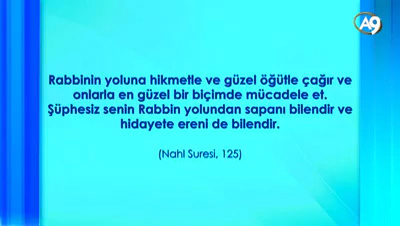 A9
Rabbinin yoluna hikmetle ve güzel öğütle çağır ve
onlarla en güzel bir biçimde mücadele et.
Şüphesiz senin Rabbin yolundan sapanı bilendir ve
hidayete ereni de bilendir.
(Nahl Suresi, 125)